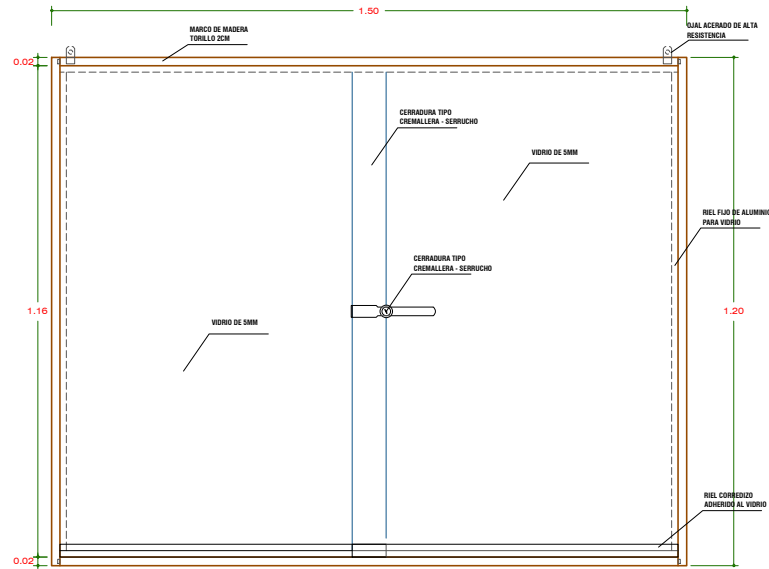 1.50
MARCO DE MADERA
TORILLO 2CM
OJAL ACERADO DE ALTA
RESISTENCIA
0.02
CERRADURA TIPO
CREMALLERA - SERRUCHO
VIDRIO DE 5MM
RIEL FIJO DE ALUMINIO
PARA VIDRIO
CERRADURA TIPO
CREMALLERA - SERRUCHO
1.16
1.20
VIDRIO DE 5MM
RIEL CORREDIZO
ADHERIDO AL VIDRIO
0.02